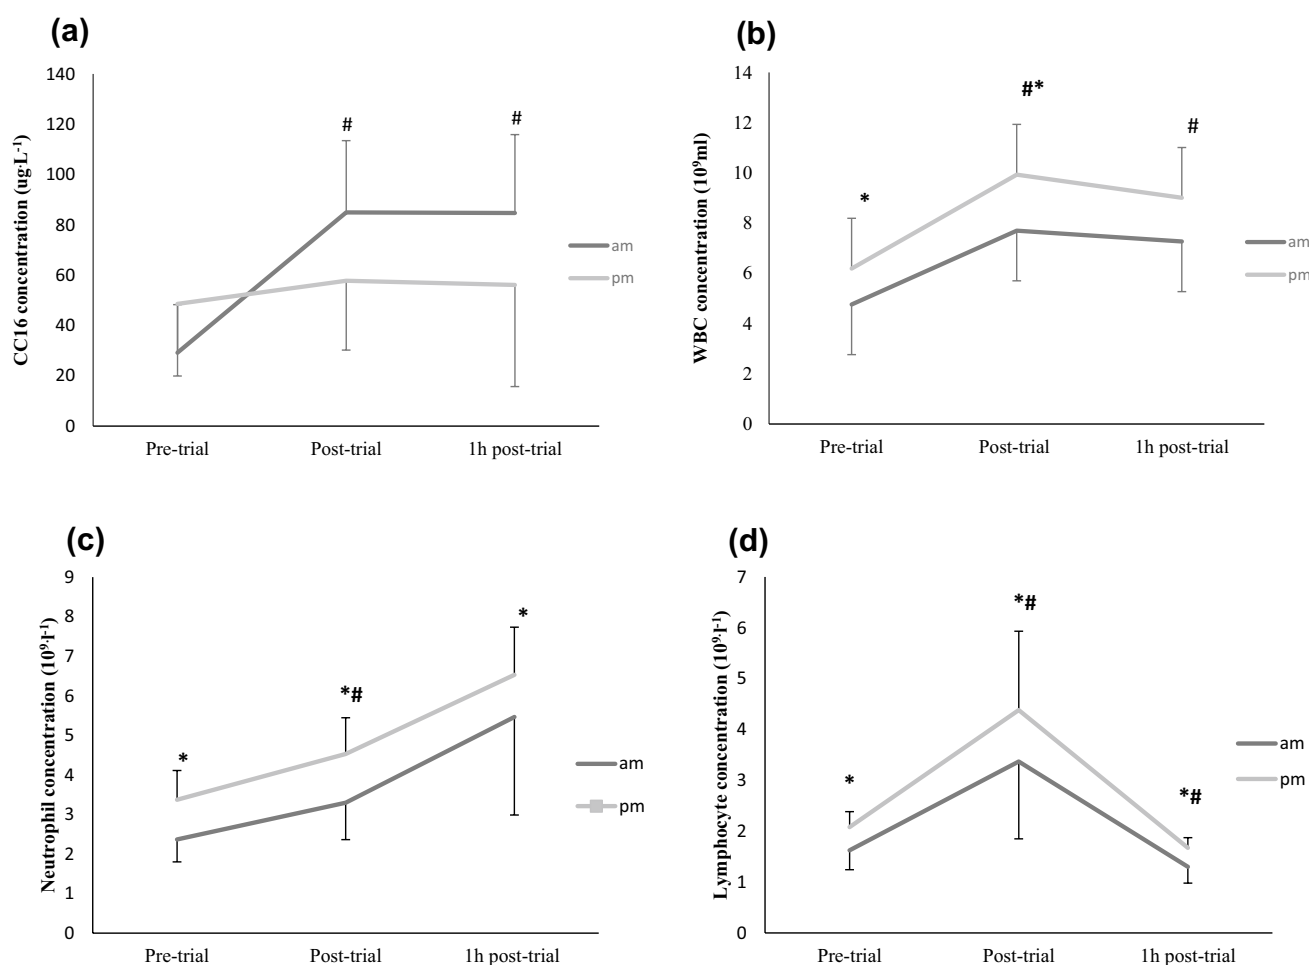 (a)
140
120
100
80
60
40
20
0
CC16 concentration (ug·L⁻¹)
#
#
am
pm
Pre-trial Post-trial 1h post-trial
(b)
14
12
10
8
6
4
2
0
WBC concentration (10⁹ml)
*
#*
#
am
pm
Pre-trial Post-trial 1h post-trial
(c)
9
8
7
6
5
4
3
2
1
0
Neutrophil concentration (10⁹·l⁻¹)
*
*#
*
am
pm
Pre-trial Post-trial 1h post-trial
(d)
7
6
5
4
3
2
1
0
Lymphocyte concentration (10⁹·l⁻¹)
*
*#
*#
am
pm
Pre-trial Post-trial 1h post-trial